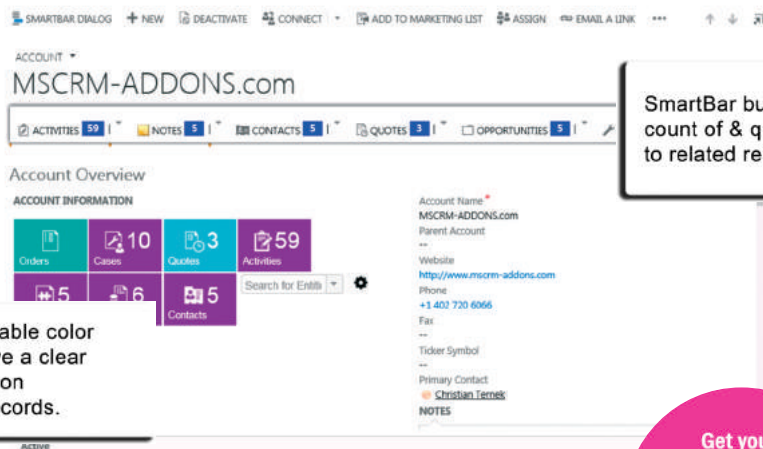 SMARTBAR DIALOG + NEW DEACTIVATE CONNECT ADD TO MARKETING LIST ASSIGN EMAIL A LINK •••
ACCOUNT
MSCRM-ADDONS.com
ACTIVITIES 59 | NOTES 5 | CONTACTS 5 | QUOTES 3 | OPPORTUNITIES 5 |
SmartBar bu
count of & q
to related re
Account Overview
ACCOUNT INFORMATION
Orders
10 Cases
3 Quotes
59 Activities
5
6
5 Contacts
Search for Entiti
Account Name*
MSCRM-ADDONS.com
Parent Account
--
Website
http://www.mscrm-addons.com
Phone
+1 402 720 6066
Fax
--
Ticker Symbol
--
Primary Contact
Christian Ternek
NOTES
able color
e a clear
on
cords.
Active
Get you